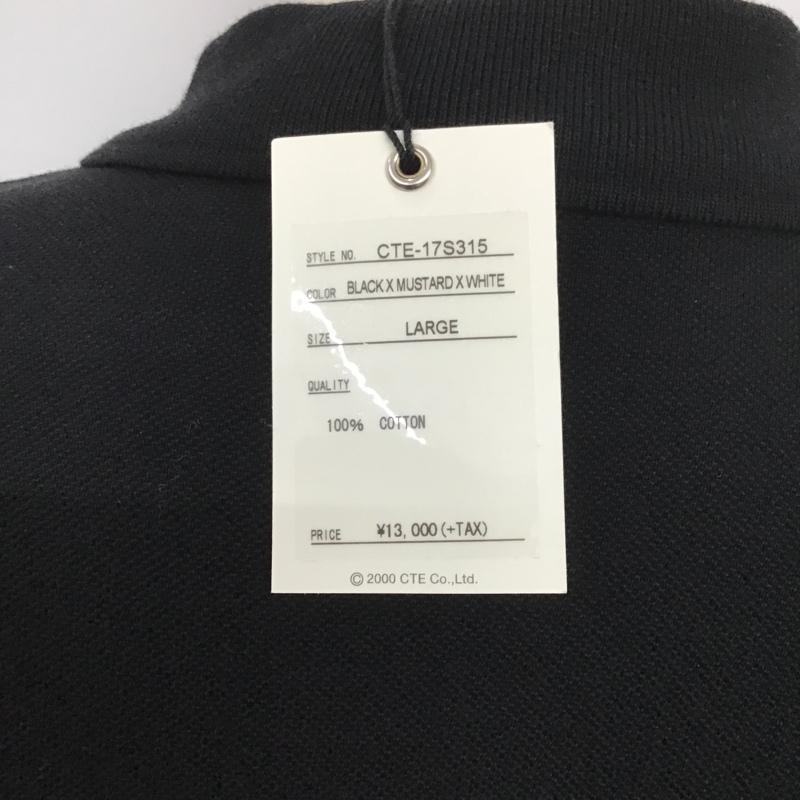 STYLE NO. CTE-17S315
COLOR BLACK X MUSTARD X WHITE
SIZE LARGE
QUALITY
100% COTTON
PRICE ¥13,000(+TAX)
© 2000 CTE Co.,Ltd.